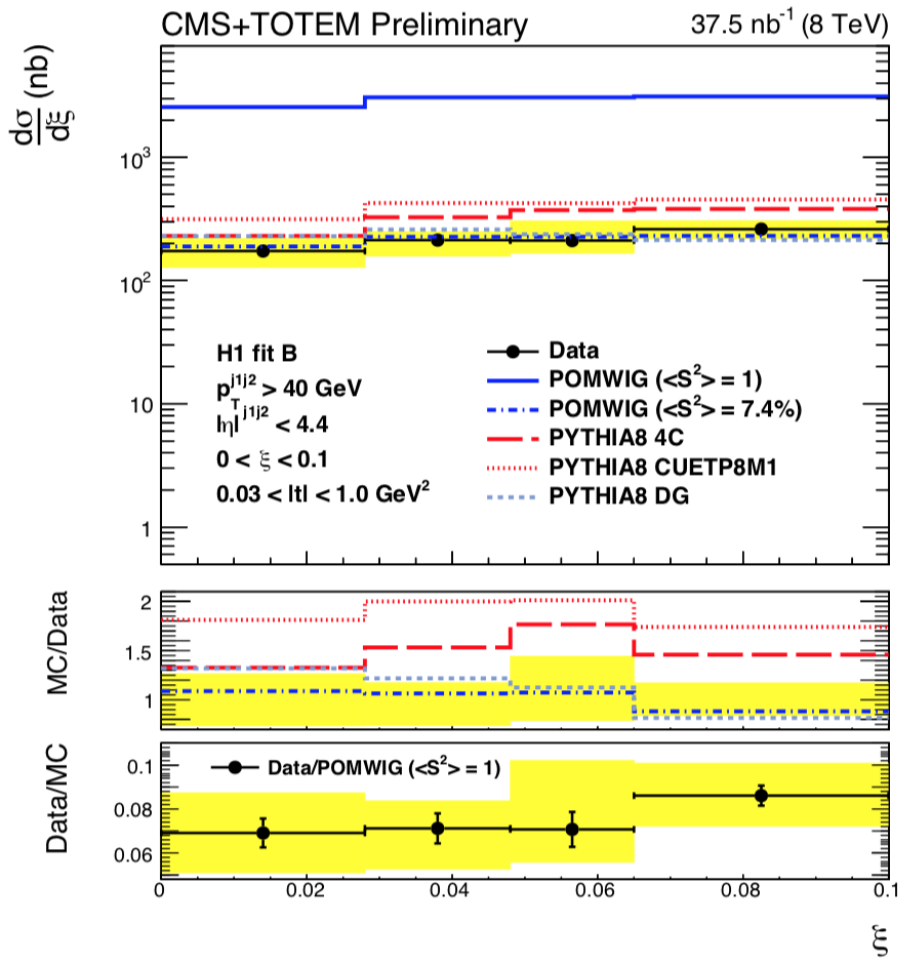 CMS+TOTEM Preliminary 37.5 nb⁻¹ (8 TeV)
dσ/dξ (nb)
10³
10²
10
1
H1 fit B
p_T^j1j2 > 40 GeV
|η|^j1j2 < 4.4
0 < ξ < 0.1
0.03 < |t| < 1.0 GeV²
Data
POMWIG (<S²> = 1)
POMWIG (<S²> = 7.4%)
PYTHIA8 4C
PYTHIA8 CUETP8M1
PYTHIA8 DG
MC/Data
2
1.5
1
Data/MC
0.1
0.08
0.06
Data/POMWIG (<S²> = 1)
0 0.02 0.04 0.06 0.08 0.1
ξ